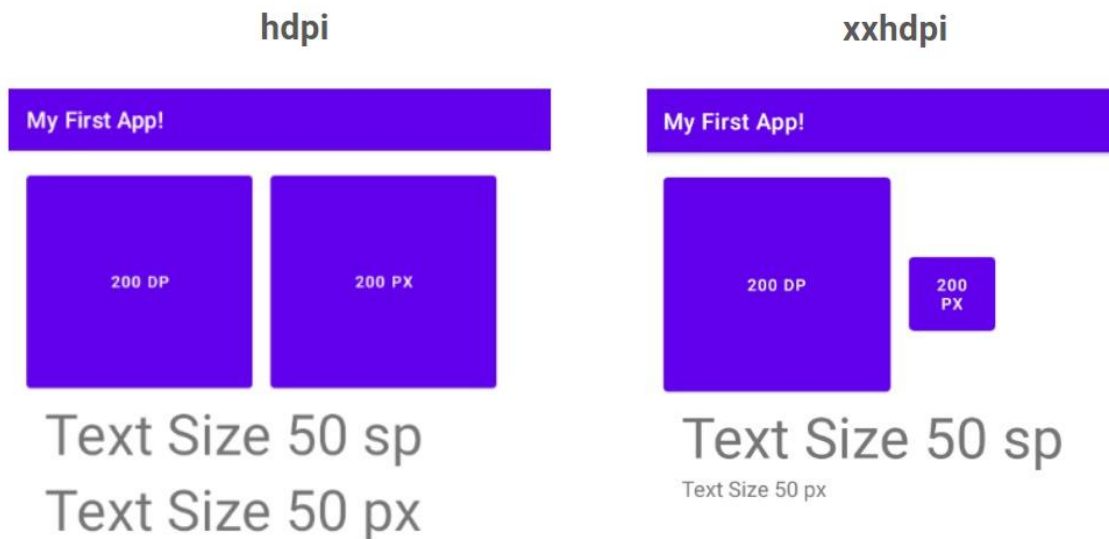 hdpi
My First App!
200 DP
200 PX
Text Size 50 sp
Text Size 50 px
xxhdpi
My First App!
200 DP
200
PX
Text Size 50 sp
Text Size 50 px